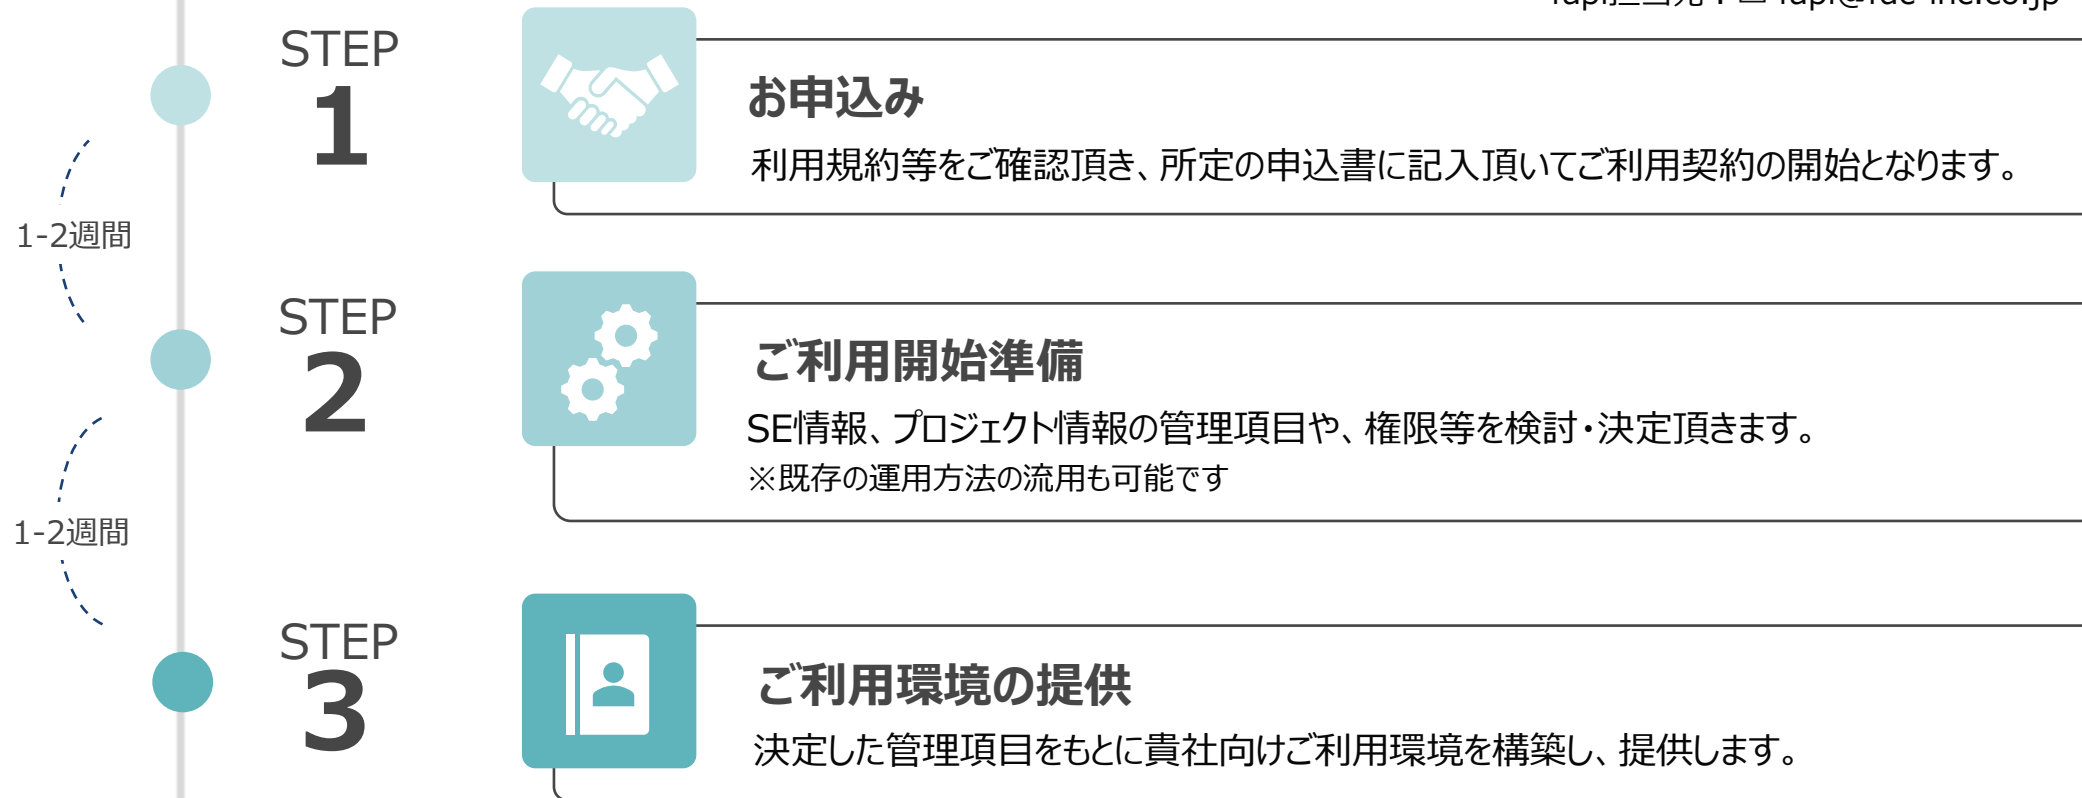 STEP
1
お申込み
利用規約等をご確認頂き、所定の申込書に記入頂いてご利用契約の開始となります。
1-2週間
STEP
2
ご利用開始準備
SE情報、プロジェクト情報の管理項目や、権限等を検討・決定頂きます。
※既存の運用方法の流用も可能です
1-2週間
STEP
3
ご利用環境の提供
決定した管理項目をもとに貴社向けご利用環境を構築し、提供します。